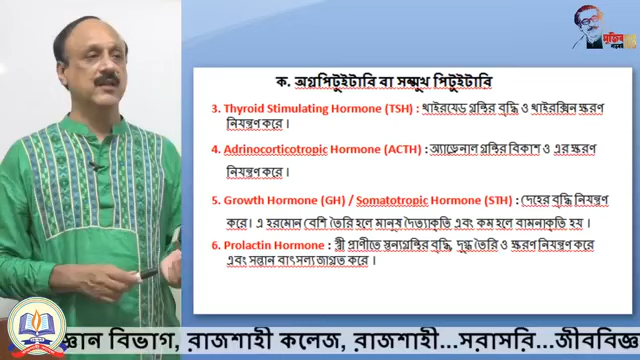 মুজিব
ক. অগ্রপিটুইটারি বা সম্মুখ পিটুইটারি
3. Thyroid Stimulating Hormone (TSH) : থাইরয়েড গ্রন্থির বৃদ্ধি ও থাইরক্সিন ক্ষরণ
নিয়ন্ত্রণ করে ।
4. Adrinocorticotropic Hormone (ACTH) : অ্যাড্রেনাল গ্রন্থির বিকাশ ও এর ক্ষরণ
নিয়ন্ত্রণ করে ।
5. Growth Hormone (GH) / Somatotropic Hormone (STH) : দেহের বৃদ্ধি নিয়ন্ত্রণ
করে। এ হরমোন বেশি তৈরি হলে মানুষ দৈত্যাকৃতি এবং কম হলে বামনাকৃতি হয় ।
6. Prolactin Hormone : স্ত্রী প্রাণীতে স্তন্যগ্রন্থির বৃদ্ধি, দুগ্ধ তৈরি ও ক্ষরণ নিয়ন্ত্রণ করে
এবং সন্তান বাৎসল্য জাগ্রত করে ।
জ্ঞান বিভাগ, রাজশাহী কলেজ, রাজশাহী...সরাসরি...জীববিজ্ঞ